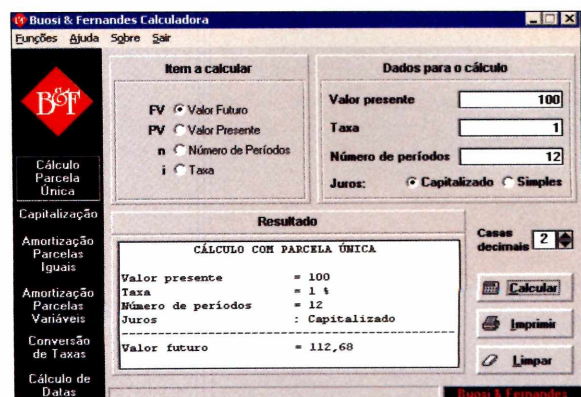 Buosi & Fernandes Calculadora
Funções Ajuda Sobre Sair
B&F
Cálculo
Parcela
Única
Capitalização
Amortização
Parcelas
Iguais
Amortização
Parcelas
Variáveis
Conversão
de Taxas
Cálculo de
Datas
Item a calcular
FV Valor Futuro
PV Valor Presente
n Número de Períodos
i Taxa
Dados para o cálculo
Valor presente 100
Taxa 1
Número de períodos 12
Juros: Capitalizado Simples
Resultado
CÁLCULO COM PARCELA ÚNICA
Valor presente = 100
Taxa = 1 %
Número de períodos = 12
Juros : Capitalizado
Valor futuro = 112,68
Casas
decimais 2
Calcular
Imprimir
Limpar
Buosi & Fernandes